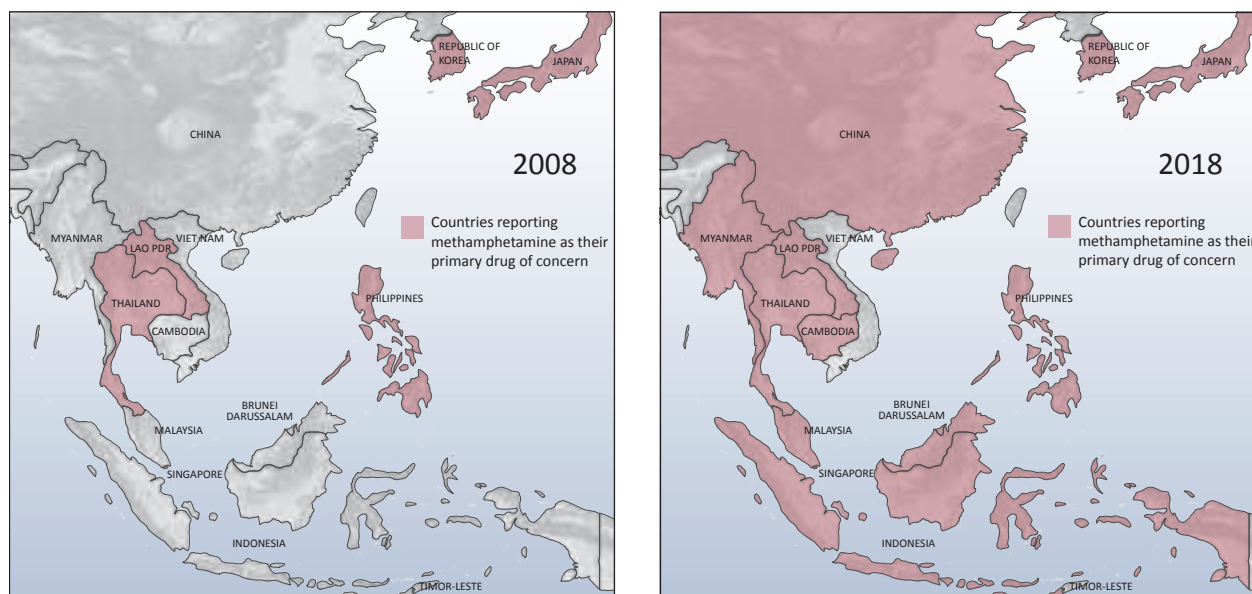 REPUBLIC OF
KOREA
JAPAN
CHINA
2008
Countries reporting
methamphetamine as their
primary drug of concern
MYANMAR
LAO PDR
VIET NAM
THAILAND
CAMBODIA
PHILIPPINES
BRUNEI
DARUSSALAM
MALAYSIA
SINGAPORE
INDONESIA
TIMOR-LESTE
REPUBLIC OF
KOREA
JAPAN
CHINA
2018
Countries reporting
methamphetamine as their
primary drug of concern
MYANMAR
LAO PDR
VIET NAM
THAILAND
CAMBODIA
PHILIPPINES
BRUNEI
DARUSSALAM
MALAYSIA
SINGAPORE
INDONESIA
TIMOR-LESTE